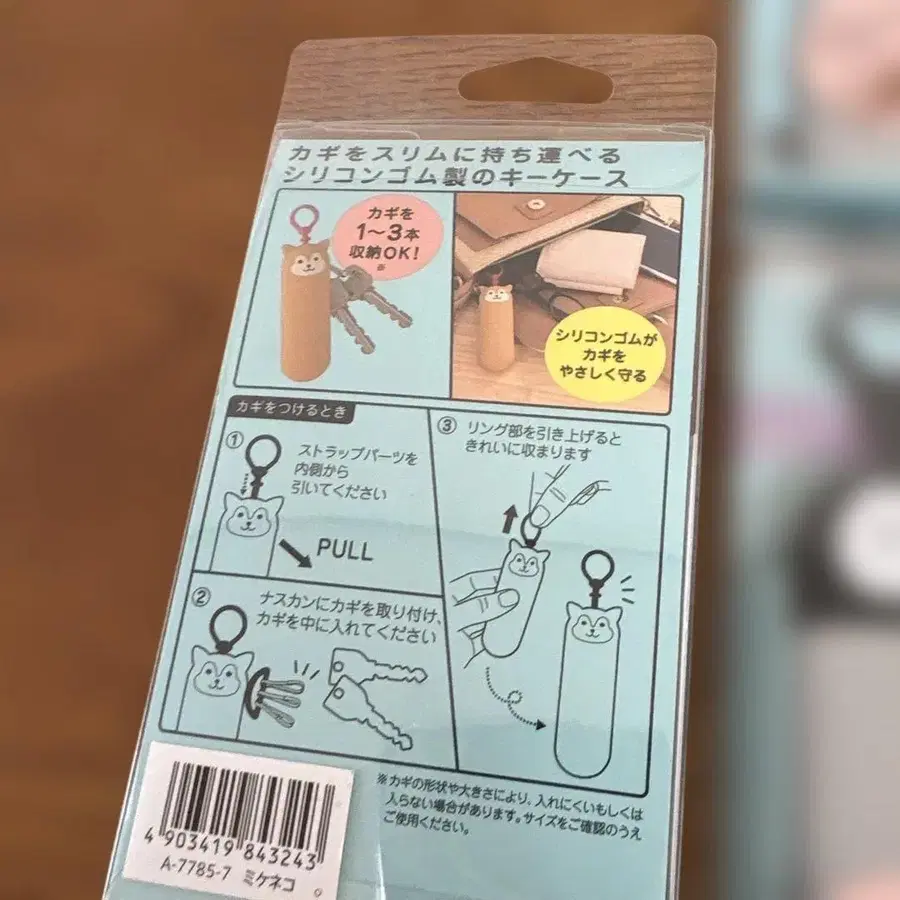 カギをスリムに持ち運べる
シリコンゴム製のキーケース
カギを
1〜3本
収納OK!
※
シリコンゴムが
カギを
やさしく守る
カギをつけるとき
①
ストラップパーツを
内側から
引いてください
PULL
②
ナスカンにカギを取り付け、
カギを中に入れてください
③ リング部を引き上げると
きれいに収まります
※カギの形状や大きさにより、入れにくいもしくは
入らない場合があります。サイズをご確認のうえ
ご使用ください。
4 903419 843243
A-7785-7 ミケネコ